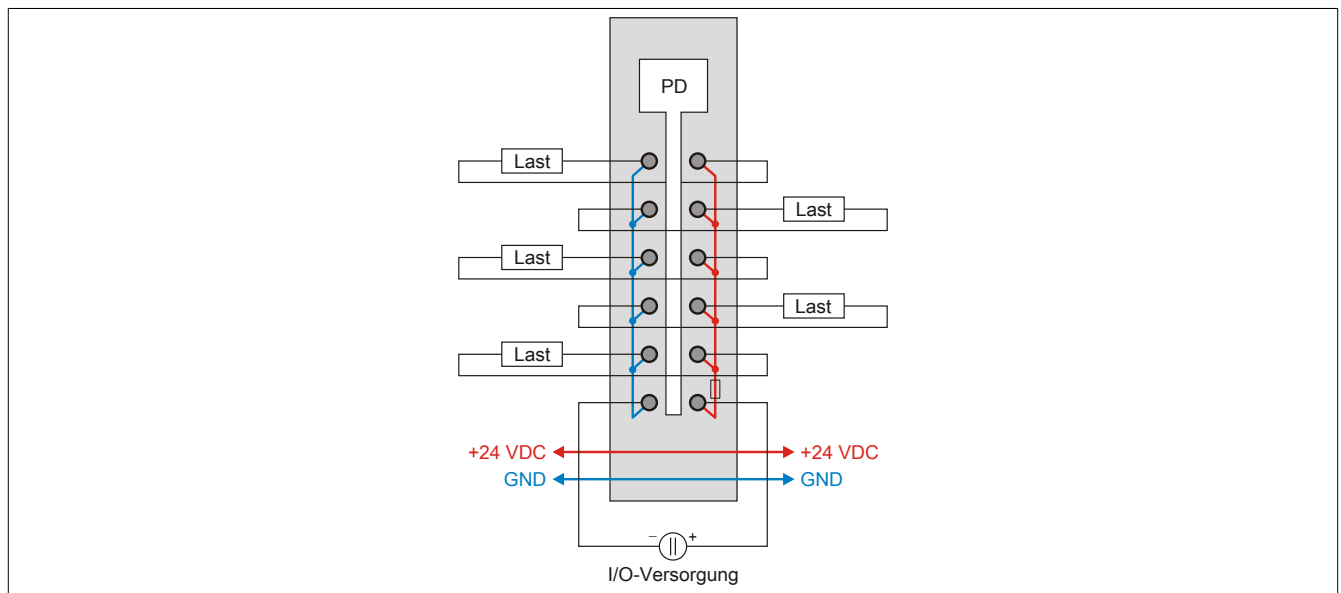 PD
Last
Last
Last
Last
Last
+24 VDC +24 VDC
GND GND
– +
I/O-Versorgung